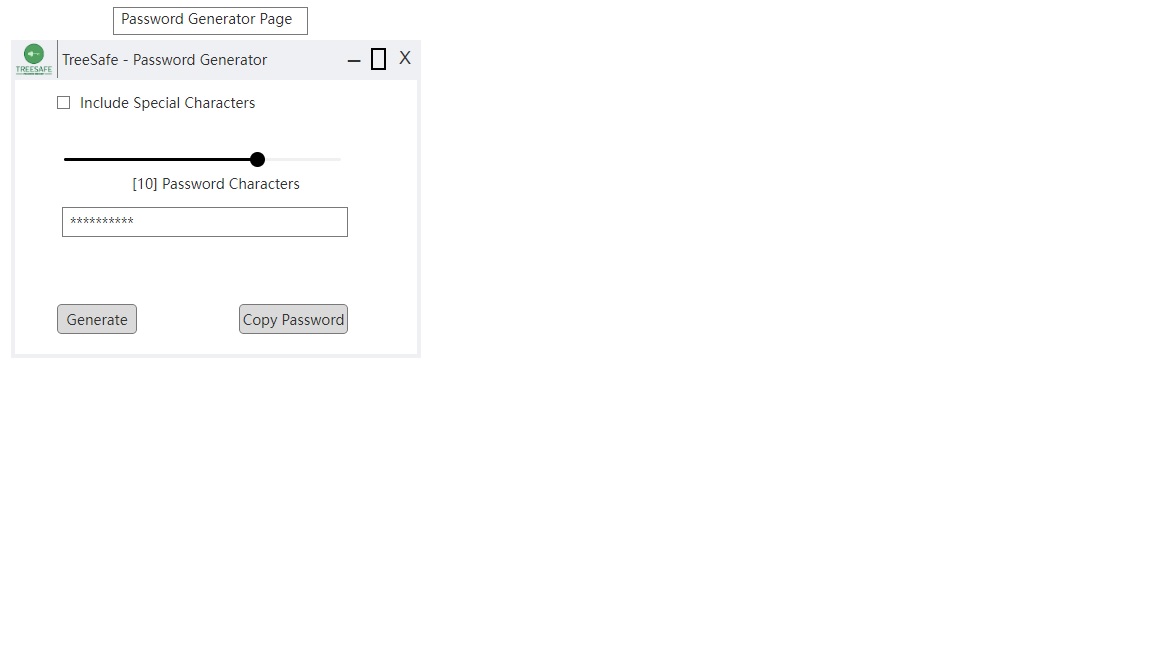 Password Generator Page
TREESAFE
TreeSafe - Password Generator
X
Include Special Characters
[10] Password Characters
**********
Generate
Copy Password